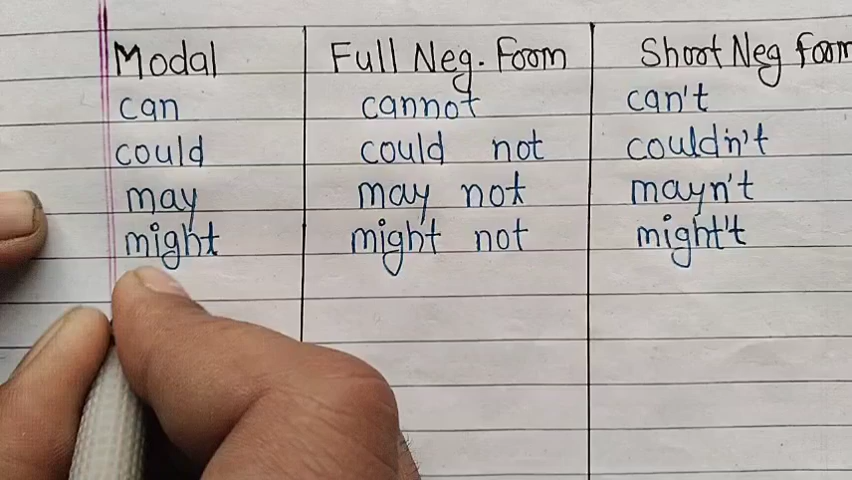 Modal Full Neg. Form Short Neg form
can cannot can't
could could not couldn't
may may not mayn't
might might not might't